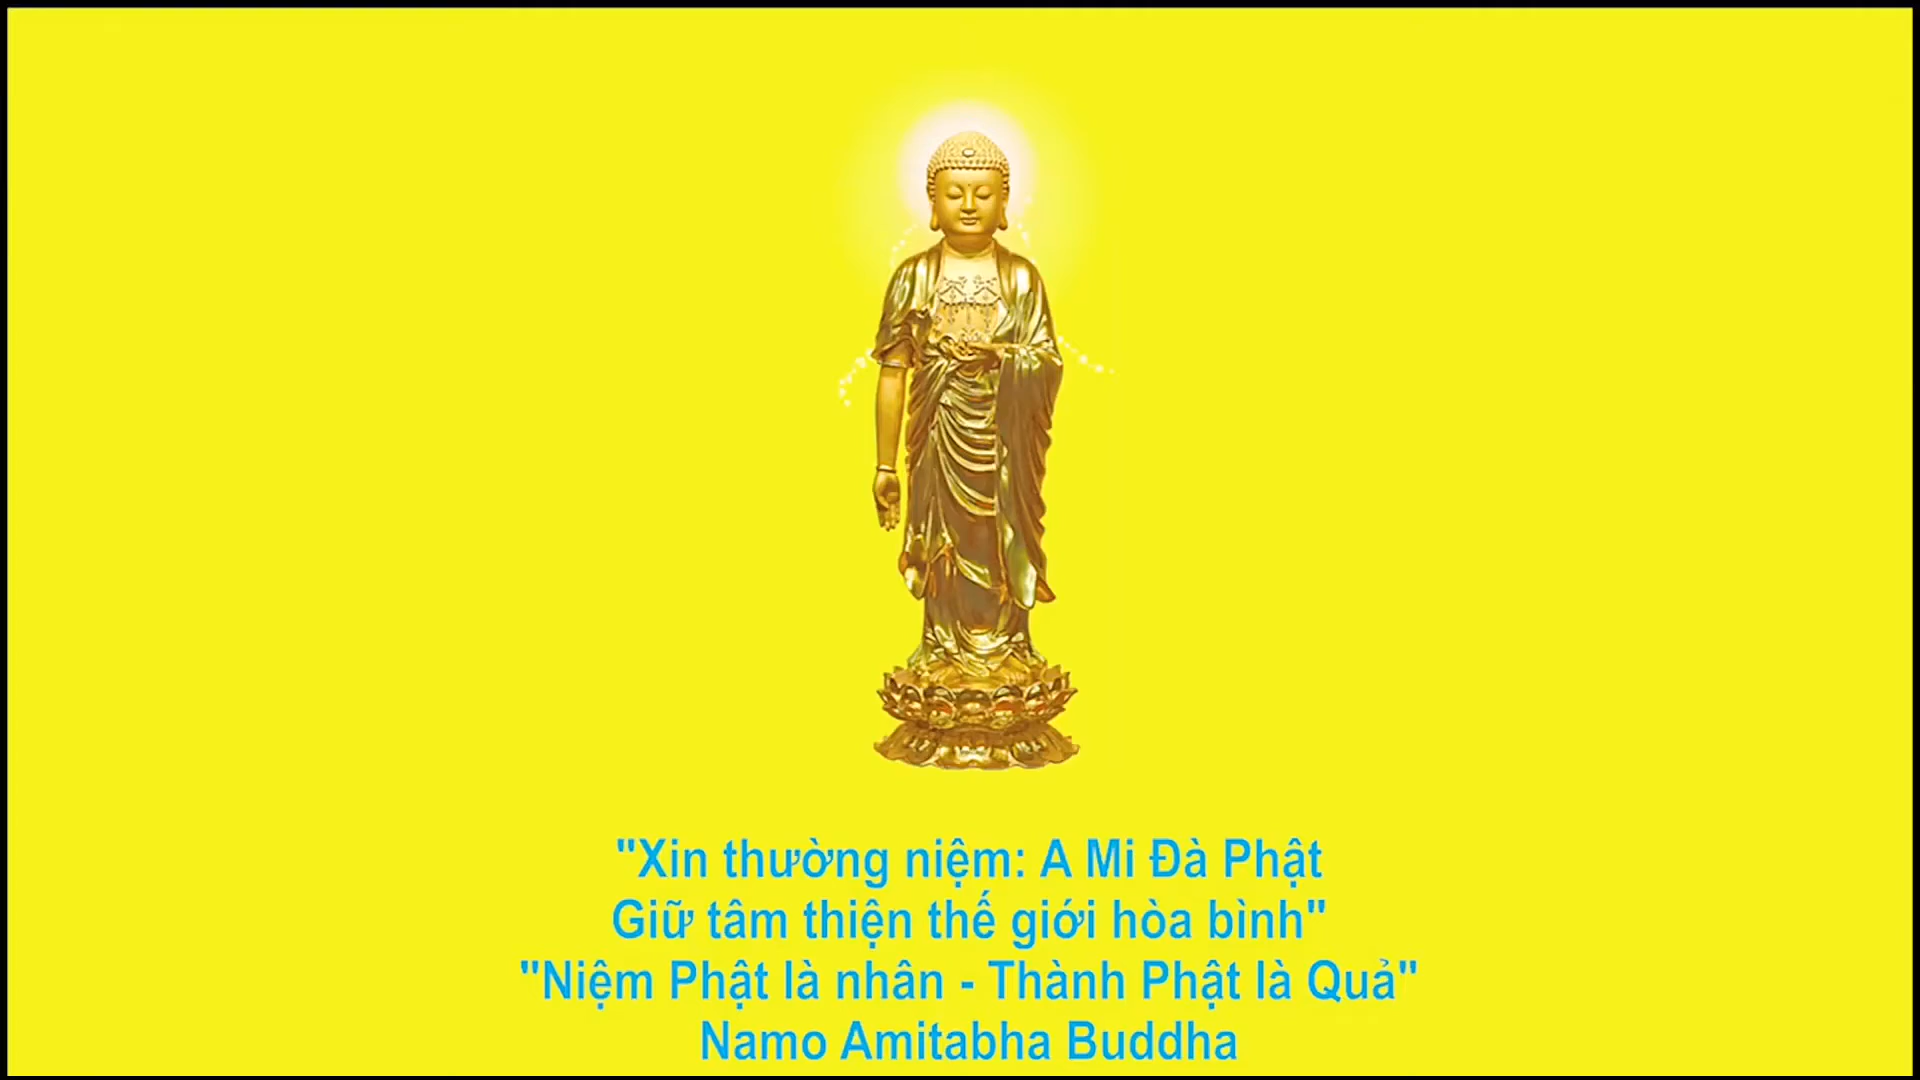 "Xin thường niệm: A Mi Đà Phật
Giữ tâm thiện thế giới hòa bình"
"Niệm Phật là nhân - Thành Phật là Quả"
Namo Amitabha Buddha